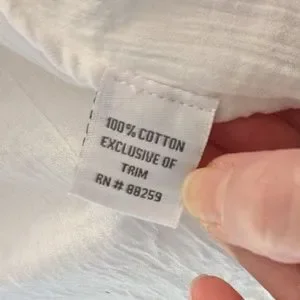 100% COTTON
EXCLUSIVE OF
TRIM
RN # 88259